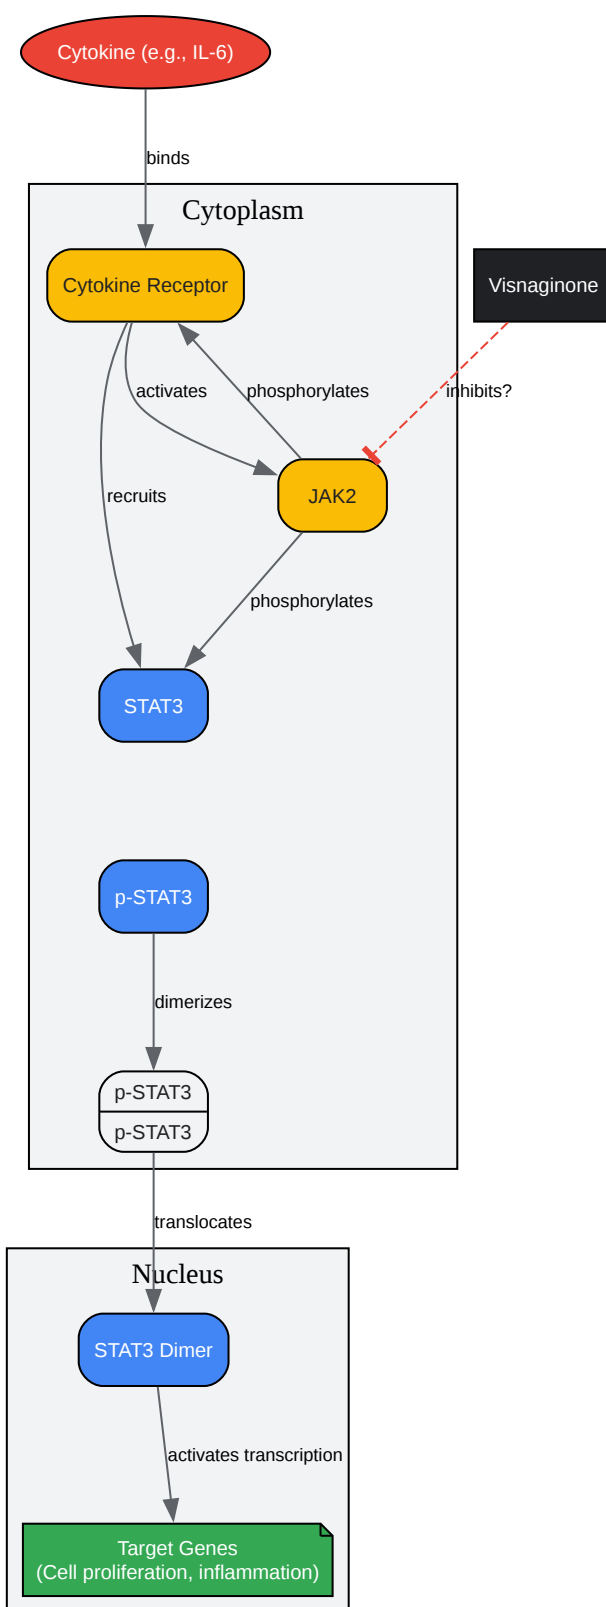 Cytokine (e.g., IL-6)
binds
Cytoplasm
Cytokine Receptor
Visnaginone
activates
phosphorylates
inhibits?
JAK2
recruits
phosphorylates
STAT3
p-STAT3
dimerizes
p-STAT3
p-STAT3
translocates
Nucleus
STAT3 Dimer
activates transcription
Target Genes
(Cell proliferation, inflammation)